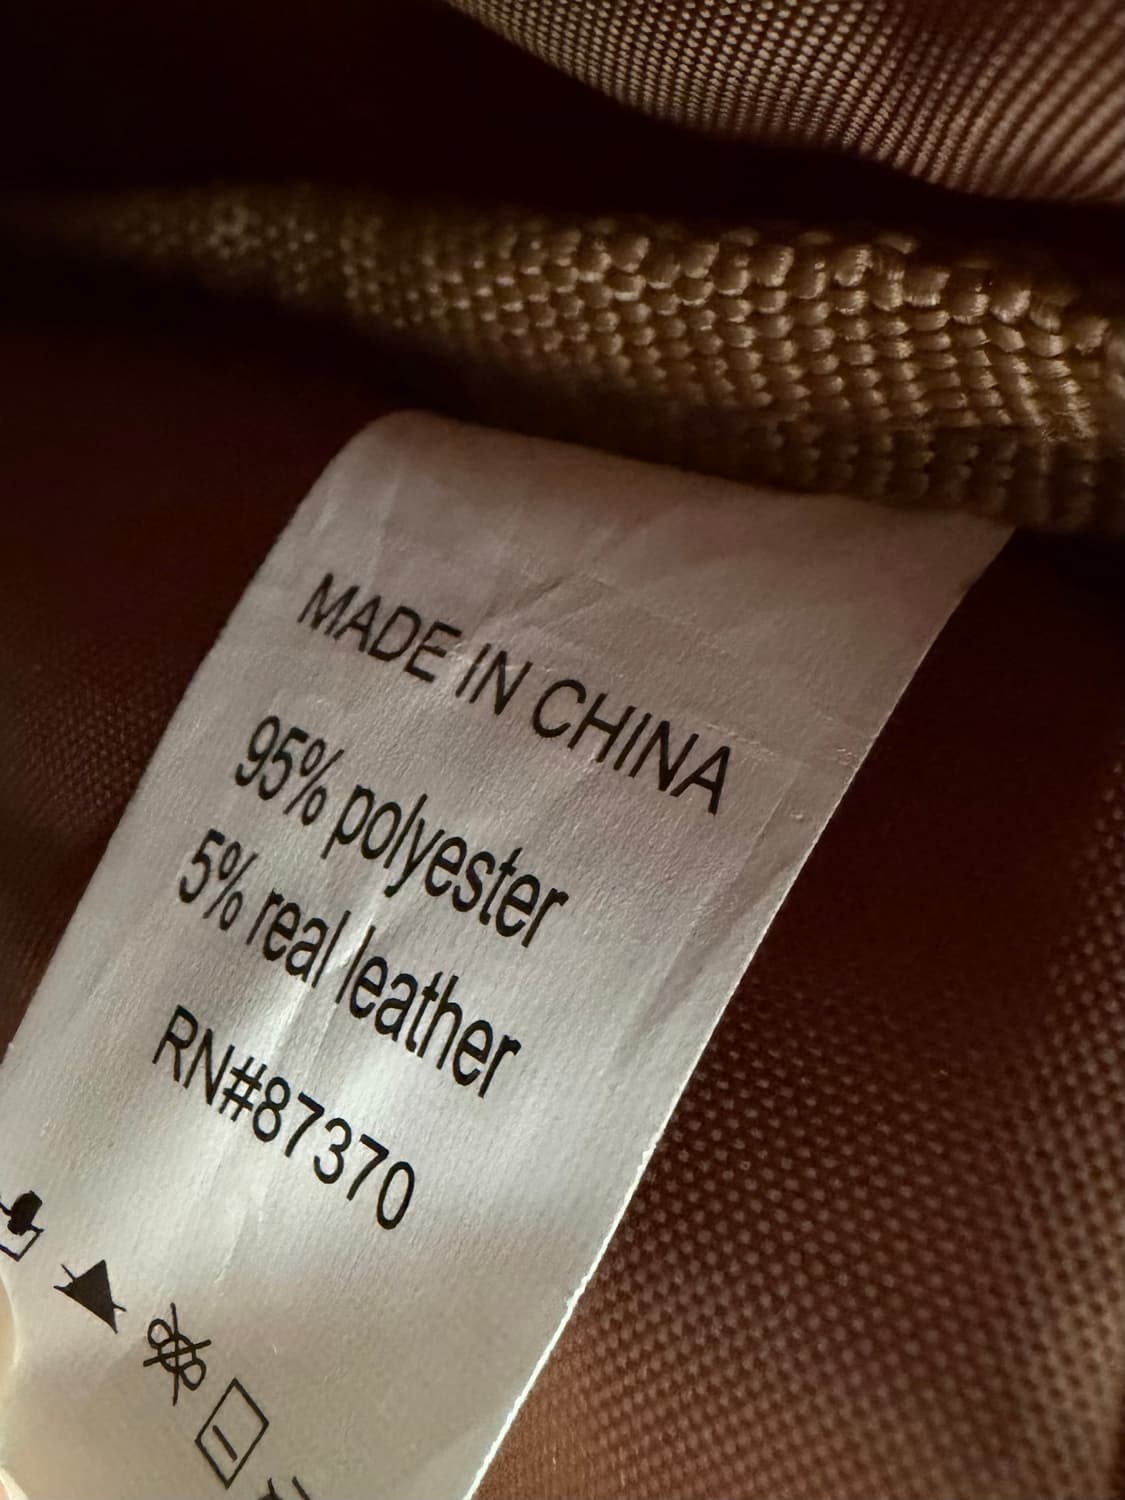 MADE IN CHINA
95% polyester
5% real leather
RN#87370